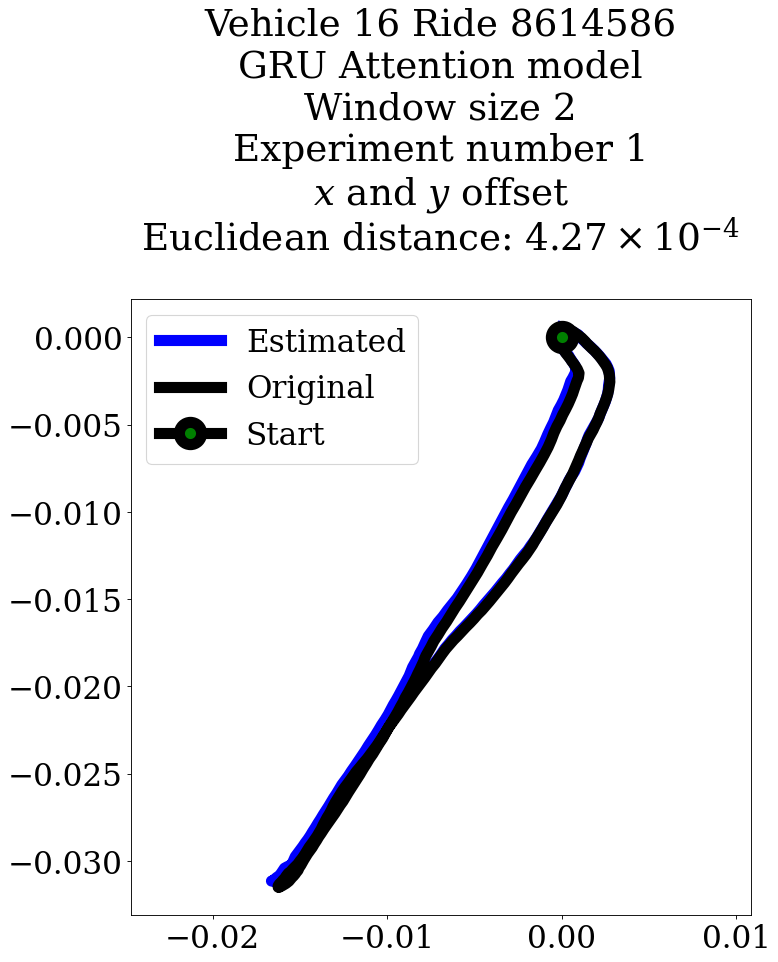 Vehicle 16 Ride 8614586
GRU Attention model
Window size 2
Experiment number 1
x and y offset
Euclidean distance: 4.27 × 10⁻⁴
Estimated
Original
Start
0.000
−0.005
−0.010
−0.015
−0.020
−0.025
−0.030
−0.02
−0.01
0.00
0.01